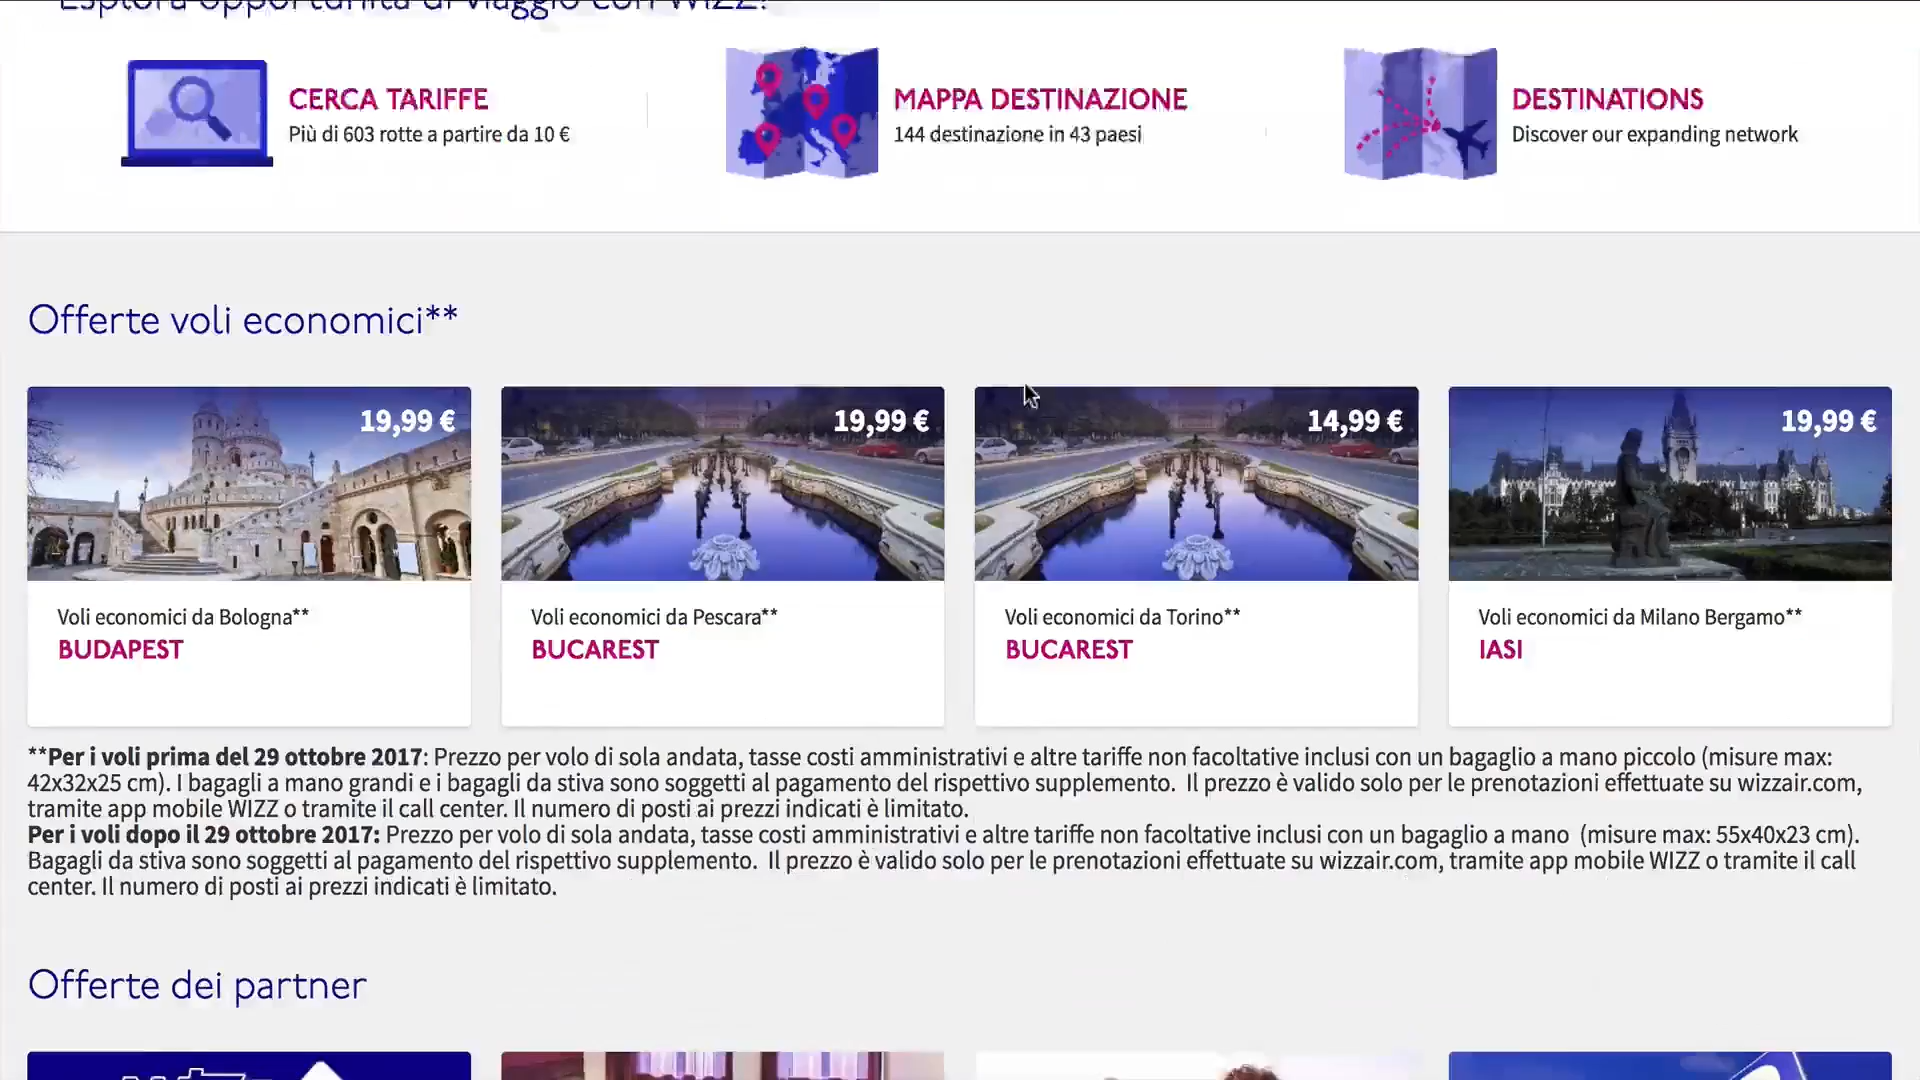 Esplora opportunità di viaggio con WIZZ!
CERCA TARIFFE
Più di 603 rotte a partire da 10 €
MAPPA DESTINAZIONE
144 destinazione in 43 paesi
DESTINATIONS
Discover our expanding network
Offerte voli economici**
19,99 €
Voli economici da Bologna**
BUDAPEST
19,99 €
Voli economici da Pescara**
BUCAREST
14,99 €
Voli economici da Torino**
BUCAREST
19,99 €
Voli economici da Milano Bergamo**
IASI
**Per i voli prima del 29 ottobre 2017: Prezzo per volo di sola andata, tasse costi amministrativi e altre tariffe non facoltative inclusi con un bagaglio a mano piccolo (misure max:
42x32x25 cm). I bagagli a mano grandi e i bagagli da stiva sono soggetti al pagamento del rispettivo supplemento. Il prezzo è valido solo per le prenotazioni effettuate su wizzair.com,
tramite app mobile WIZZ o tramite il call center. Il numero di posti ai prezzi indicati è limitato.
Per i voli dopo il 29 ottobre 2017: Prezzo per volo di sola andata, tasse costi amministrativi e altre tariffe non facoltative inclusi con un bagaglio a mano (misure max: 55x40x23 cm).
Bagagli da stiva sono soggetti al pagamento del rispettivo supplemento. Il prezzo è valido solo per le prenotazioni effettuate su wizzair.com, tramite app mobile WIZZ o tramite il call
center. Il numero di posti ai prezzi indicati è limitato.
Offerte dei partner